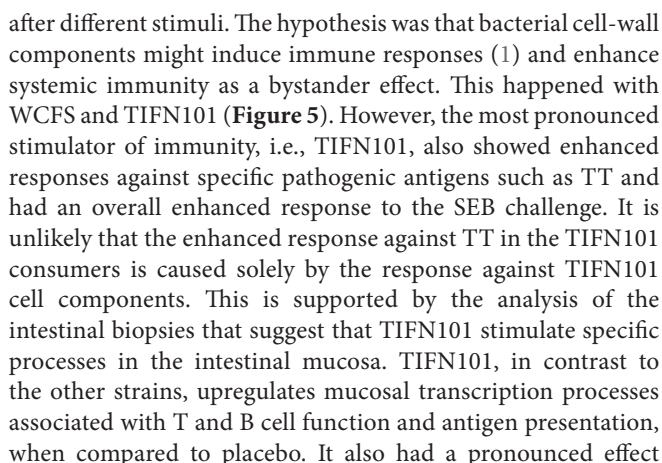 after different stimuli. The hypothesis was that bacterial cell-wall
components might induce immune responses (1) and enhance
systemic immunity as a bystander effect. This happened with
WCFS and TIFN101 (Figure 5). However, the most pronounced
stimulator of immunity, i.e., TIFN101, also showed enhanced
responses against specific pathogenic antigens such as TT and
had an overall enhanced response to the SEB challenge. It is
unlikely that the enhanced response against TT in the TIFN101
consumers is caused solely by the response against TIFN101
cell components. This is supported by the analysis of the
intestinal biopsies that suggest that TIFN101 stimulate specific
processes in the intestinal mucosa. TIFN101, in contrast to
the other strains, upregulates mucosal transcription processes
associated with T and B cell function and antigen presentation,
when compared to placebo. It also had a pronounced effect